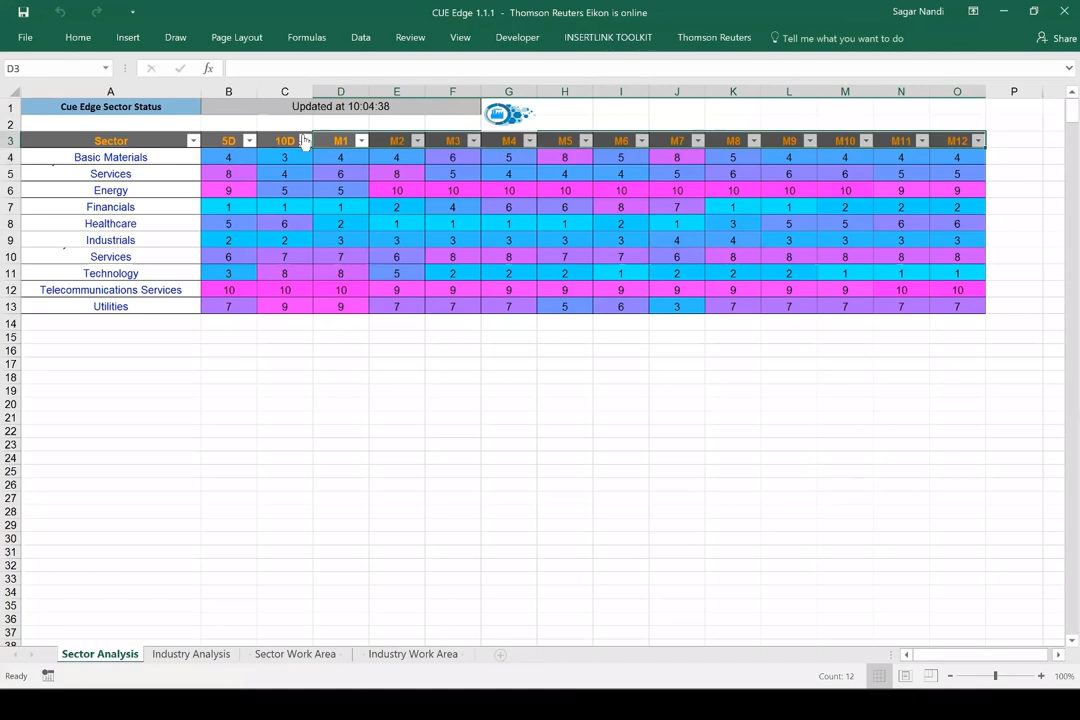 CUE Edge 1.1.1 - Thomson Reuters Eikon is online
Sagar Nandi
File Home Insert Draw Page Layout Formulas Data Review View Developer INSERTLINK TOOLKIT Thomson Reuters Tell me what you want to do Share
D3 fx
A B C D E F G H I J K L M N O P
1 Cue Edge Sector Status Updated at 10:04:38
2
3 Sector 5D 10D M1 M2 M3 M4 M5 M6 M7 M8 M9 M10 M11 M12
4 Basic Materials 4 3 4 4 6 5 8 5 8 5 4 4 4 4
5 Services 8 4 6 8 5 4 4 4 5 6 6 6 5 5
6 Energy 9 5 5 10 10 10 10 10 10 10 10 10 9 9
7 Financials 1 1 1 2 4 6 6 8 7 1 1 2 2 2
8 Healthcare 5 6 2 1 1 1 1 2 1 3 5 5 6 6
9 Industrials 2 2 3 3 3 3 3 3 4 4 3 3 3 3
10 Services 6 7 7 6 8 8 7 7 6 8 8 8 8 8
11 Technology 3 8 8 5 2 2 2 1 2 2 2 1 1 1
12 Telecommunications Services 10 10 10 9 9 9 9 9 9 9 9 9 10 10
13 Utilities 7 9 9 7 7 7 5 6 3 7 7 7 7 7
14
15
16
17
18
19
20
21
22
23
24
25
26
27
28
29
30
31
32
33
34
35
36
37
Sector Analysis Industry Analysis Sector Work Area Industry Work Area
Ready Count: 12 100%